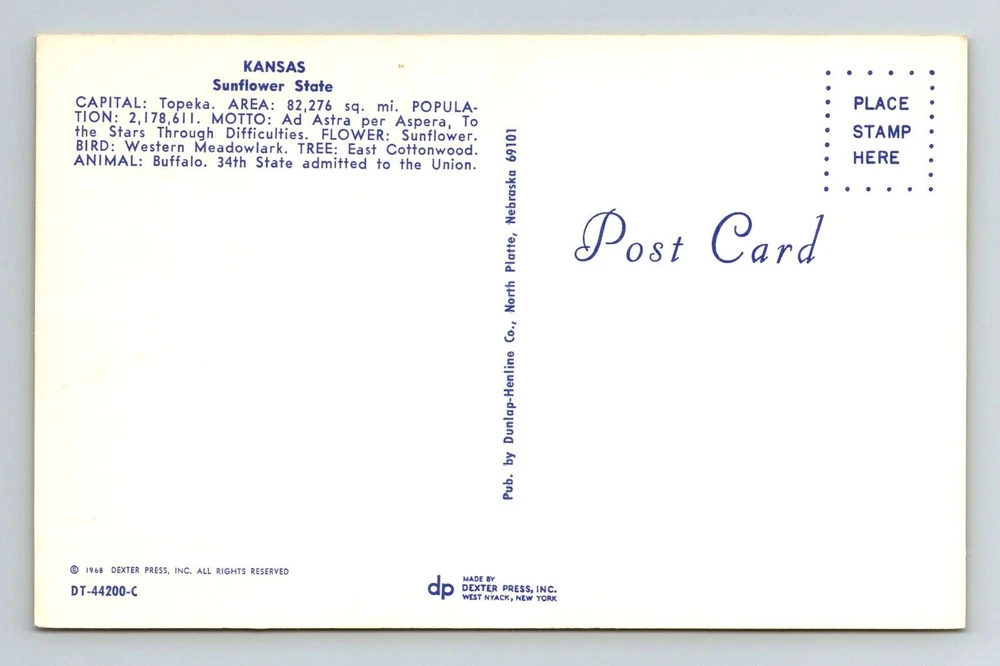 KANSAS
Sunflower State
CAPITAL: Topeka. AREA: 82,276 sq. mi. POPULA-
TION: 2,178,611. MOTTO: Ad Astra per Aspera, To
the Stars Through Difficulties. FLOWER: Sunflower.
BIRD: Western Meadowlark. TREE: East Cottonwood.
ANIMAL: Buffalo. 34th State admitted to the Union.
© 1968 DEXTER PRESS, INC. ALL RIGHTS RESERVED
DT-44200-C
Pub. by Dunlap-Henline Co., North Platte, Nebraska 69101
dp
MADE BY
DEXTER PRESS, INC.
WEST NYACK, NEW YORK
PLACE
STAMP
HERE
Post Card